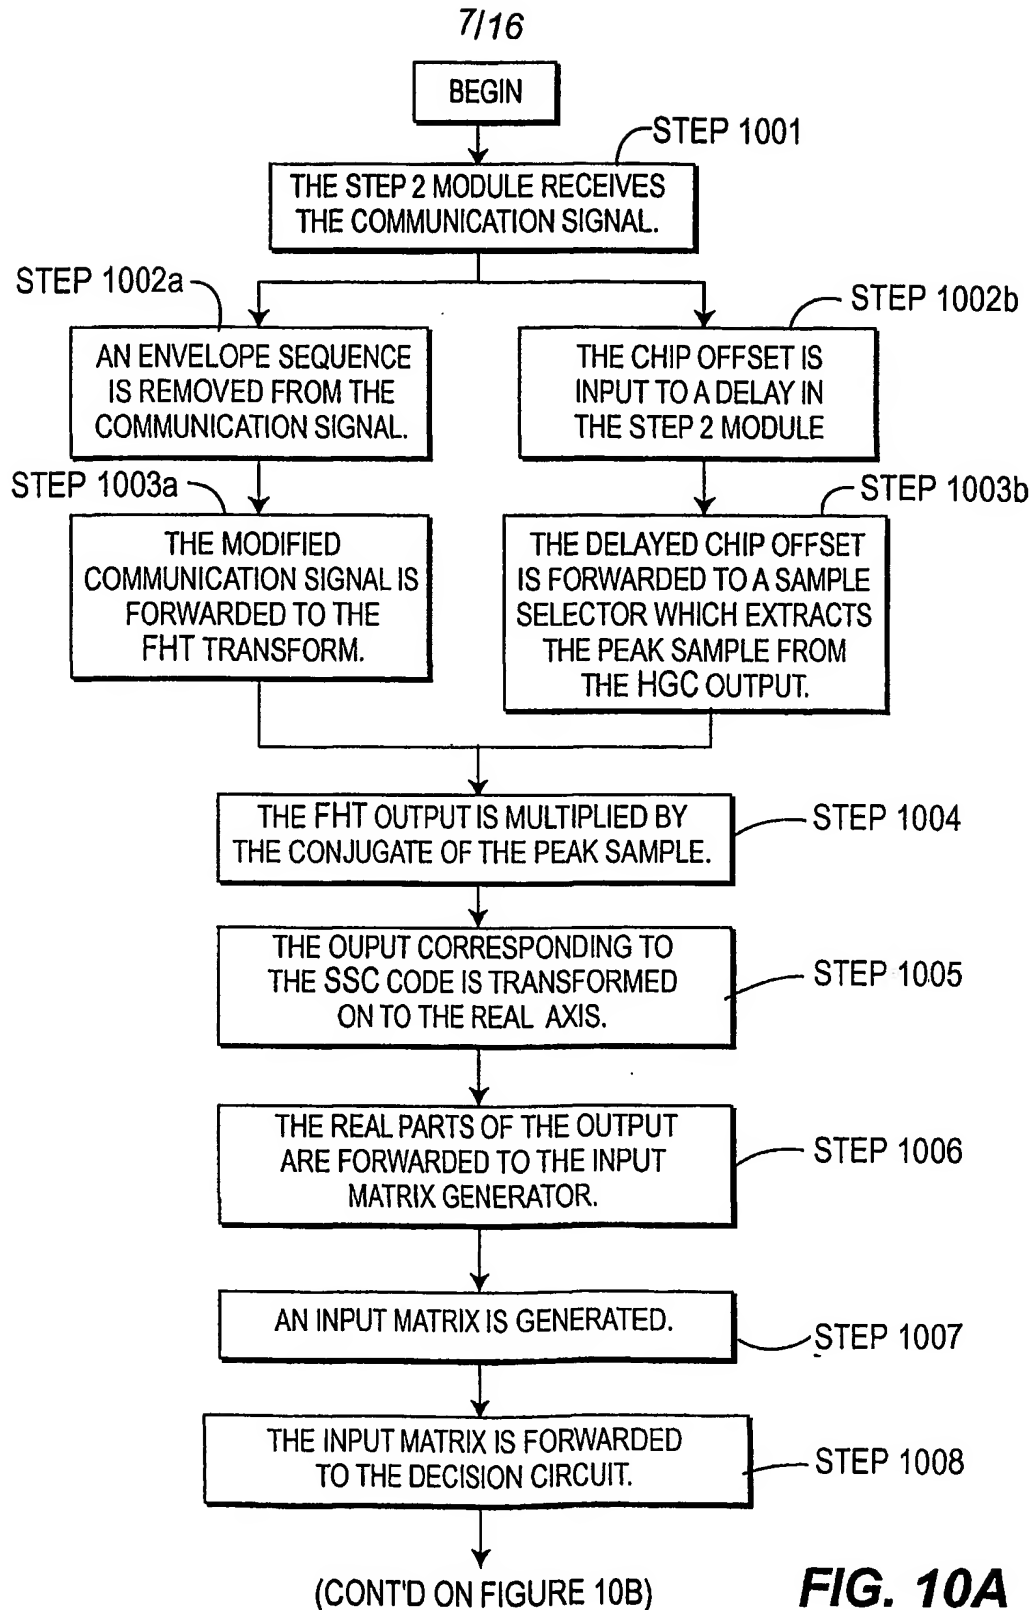 7/16
BEGIN
STEP 1001
THE STEP 2 MODULE RECEIVES
THE COMMUNICATION SIGNAL.
STEP 1002a
AN ENVELOPE SEQUENCE
IS REMOVED FROM THE
COMMUNICATION SIGNAL.
STEP 1002b
THE CHIP OFFSET IS
INPUT TO A DELAY IN
THE STEP 2 MODULE
STEP 1003a
THE MODIFIED
COMMUNICATION SIGNAL IS
FORWARDED TO THE
FHT TRANSFORM.
STEP 1003b
THE DELAYED CHIP OFFSET
IS FORWARDED TO A SAMPLE
SELECTOR WHICH EXTRACTS
THE PEAK SAMPLE FROM
THE HGC OUTPUT.
THE FHT OUTPUT IS MULTIPLIED BY
THE CONJUGATE OF THE PEAK SAMPLE.
STEP 1004
THE OUPUT CORRESPONDING TO
THE SSC CODE IS TRANSFORMED
ON TO THE REAL AXIS.
STEP 1005
THE REAL PARTS OF THE OUTPUT
ARE FORWARDED TO THE INPUT
MATRIX GENERATOR.
STEP 1006
AN INPUT MATRIX IS GENERATED.
STEP 1007
THE INPUT MATRIX IS FORWARDED
TO THE DECISION CIRCUIT.
STEP 1008
(CONT'D ON FIGURE 10B)
FIG. 10A